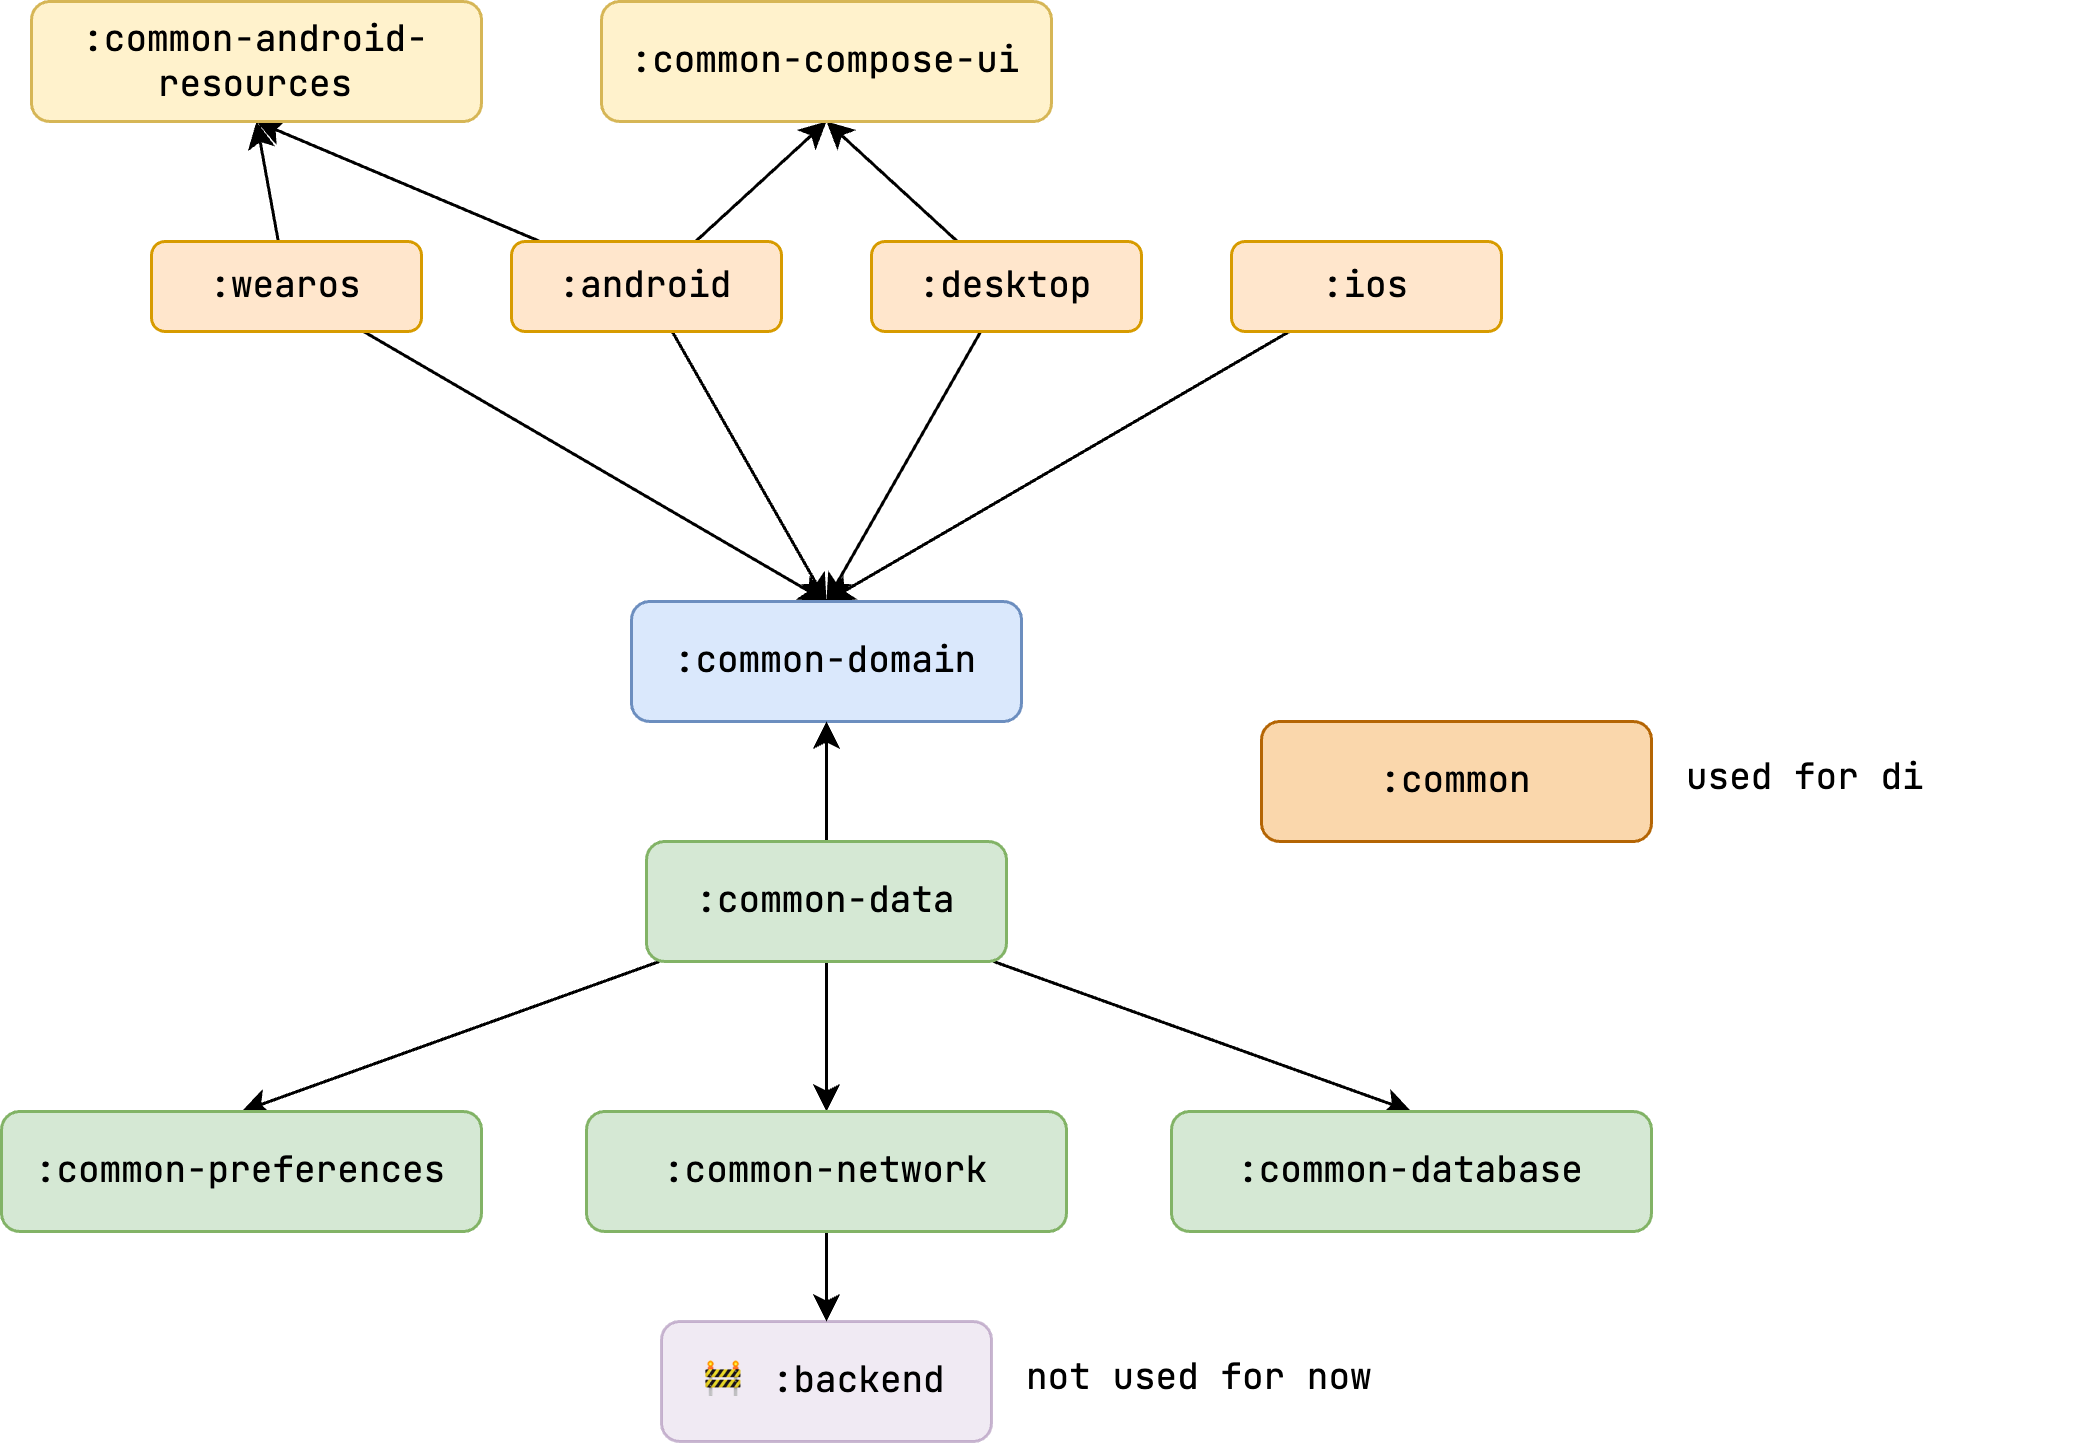 :common-android-
resources
:common-compose-ui
:wearos
:android
:desktop
:ios
:common-domain
:common
used for di
:common-data
:common-preferences
:common-network
:common-database
🚧 :backend
not used for now